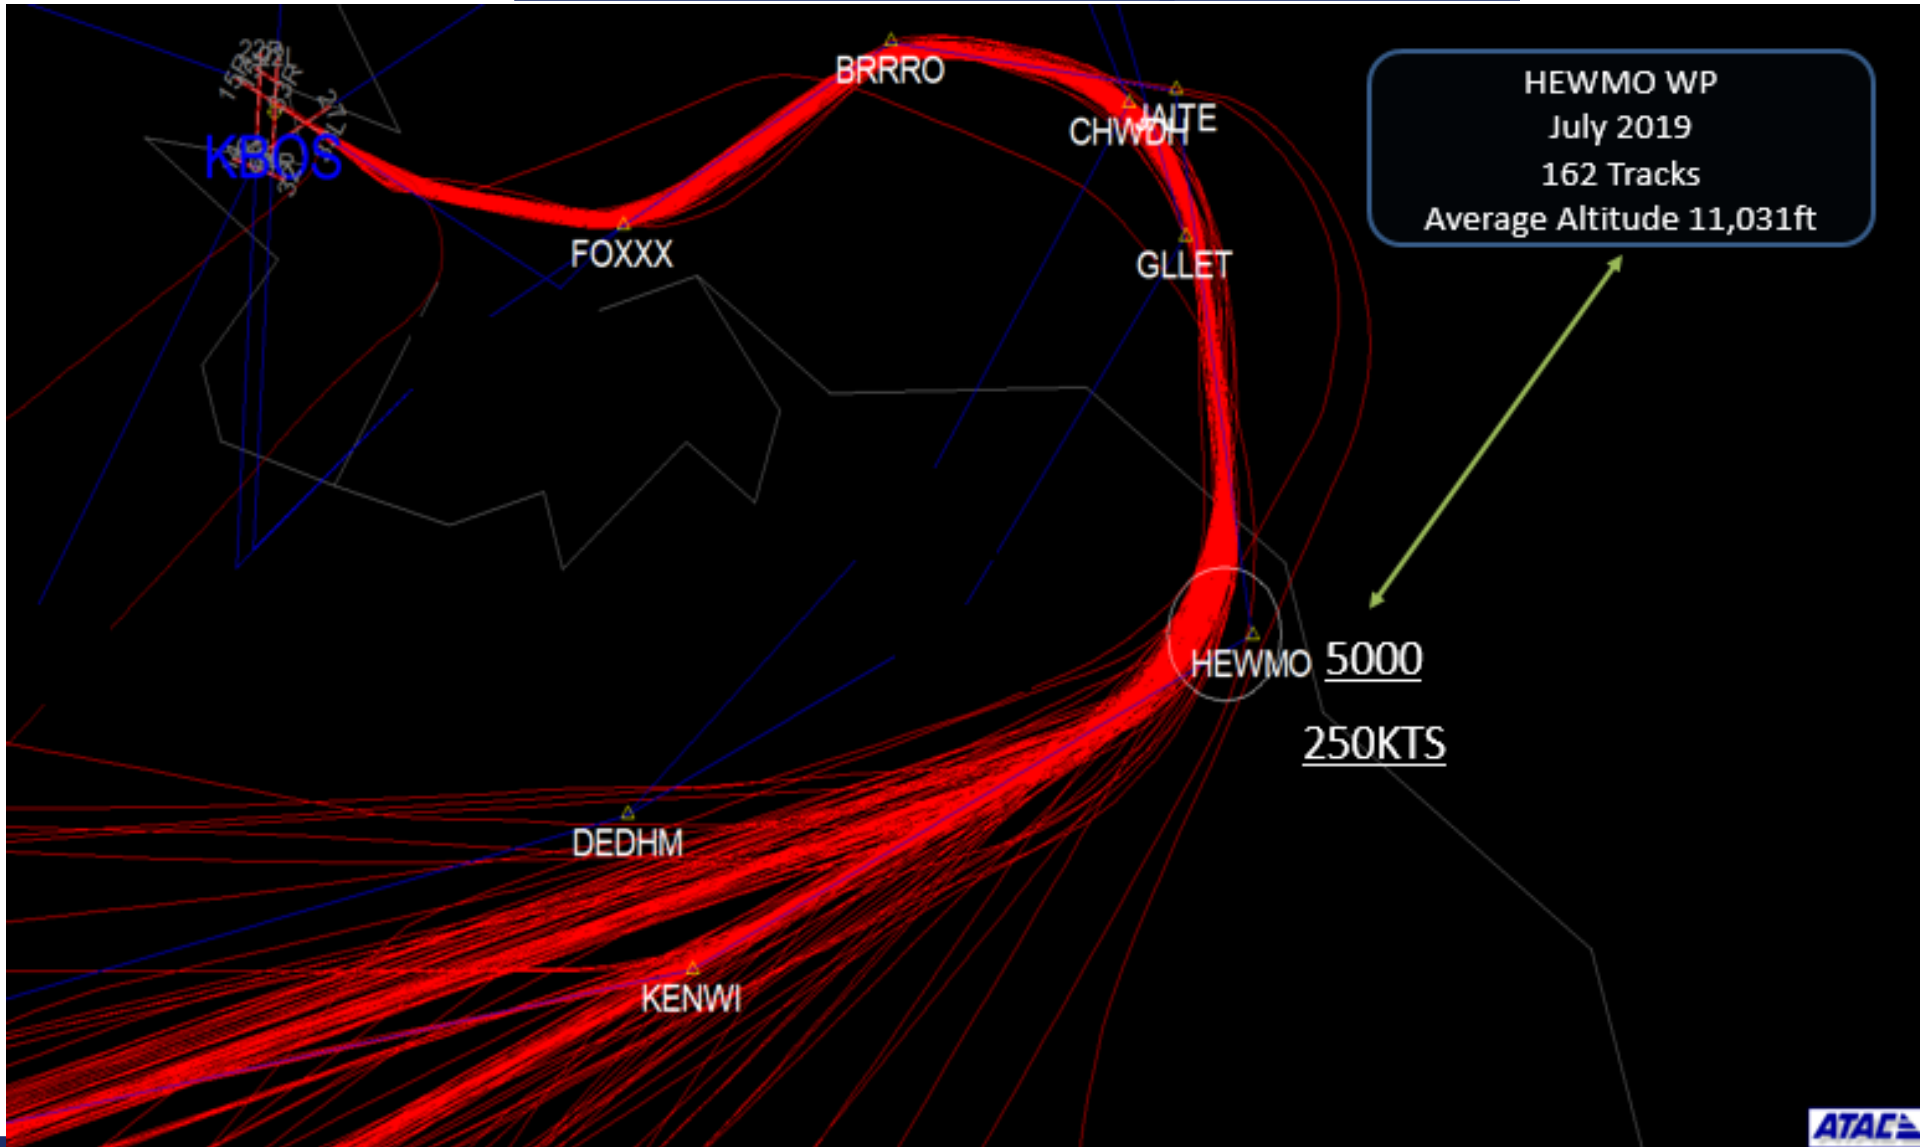 BRRRO
HEWMO WP
July 2019
162 Tracks
Average Altitude 11,031ft
JAITE
CHWDH
KBOS
FOXXX
GLLET
HEWMO 5000
250KTS
DEDHM
KENWI
ATAC